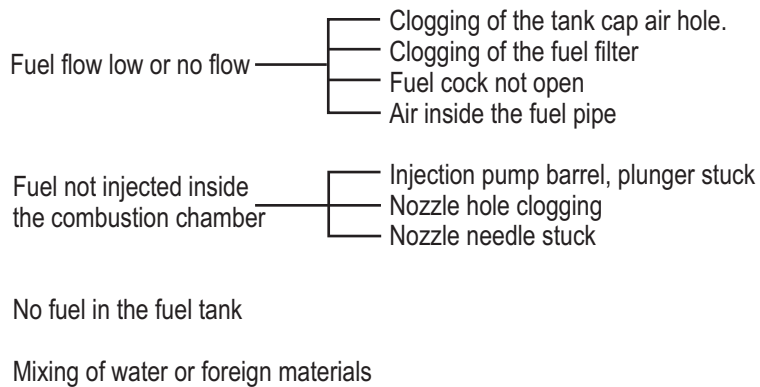 Fuel flow low or no flow
Clogging of the tank cap air hole.
Clogging of the fuel filter
Fuel cock not open
Air inside the fuel pipe
Fuel not injected inside
the combustion chamber
Injection pump barrel, plunger stuck
Nozzle hole clogging
Nozzle needle stuck
No fuel in the fuel tank
Mixing of water or foreign materials